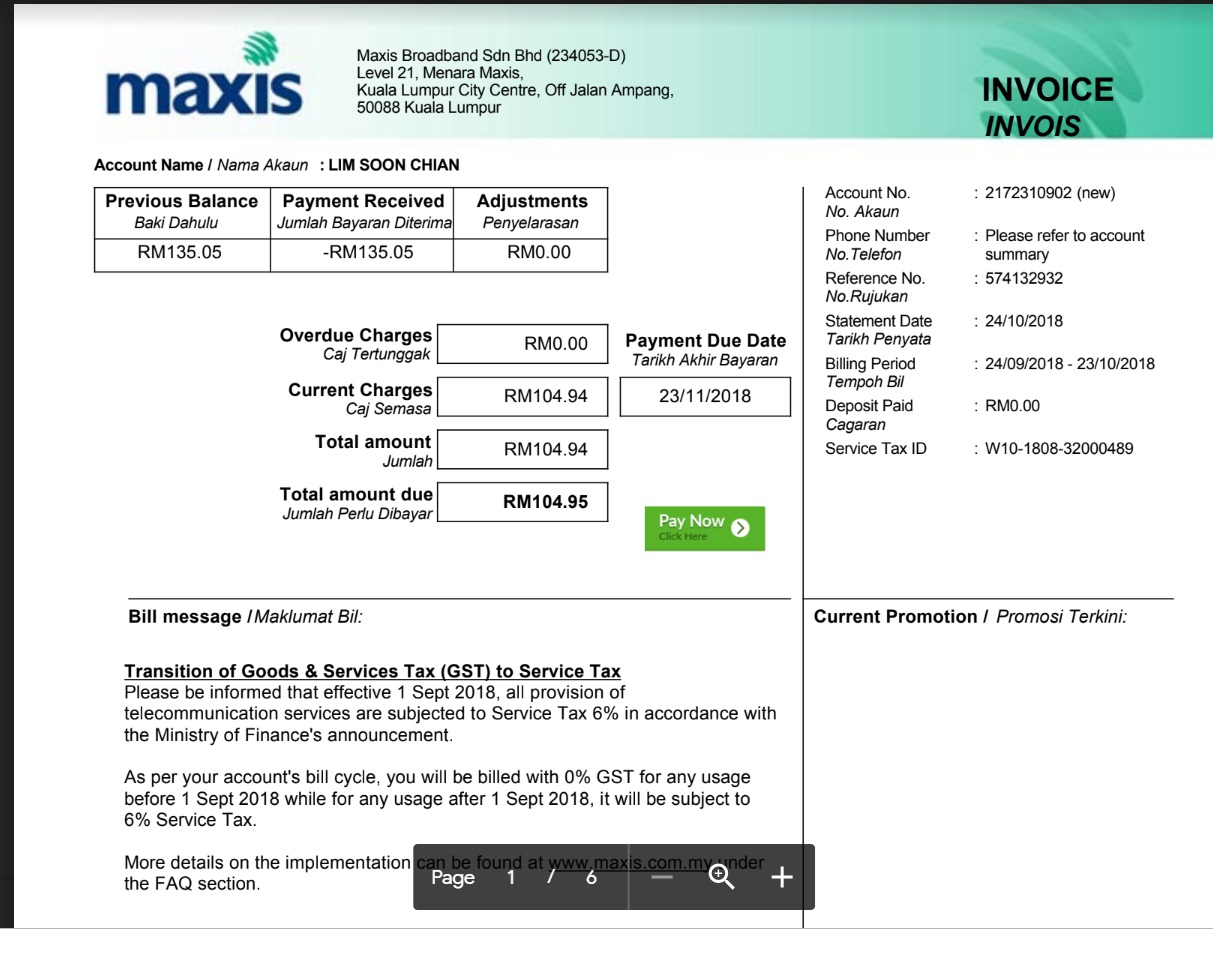 maxis
Maxis Broadband Sdn Bhd (234053-D)
Level 21, Menara Maxis,
Kuala Lumpur City Centre, Off Jalan Ampang,
50088 Kuala Lumpur
INVOICE
INVOIS
Account Name / Nama Akaun : LIM SOON CHIAN
Previous Balance Payment Received Adjustments
Baki Dahulu Jumlah Bayaran Diterima Penyelarasan
RM135.05 -RM135.05 RM0.00
Overdue Charges RM0.00
Caj Tertunggak
Payment Due Date
Tarikh Akhir Bayaran
Current Charges RM104.94 23/11/2018
Caj Semasa
Total amount RM104.94
Jumlah
Total amount due RM104.95
Jumlah Perlu Dibayar
Pay Now
Click Here
Account No. : 2172310902 (new)
No. Akaun
Phone Number : Please refer to account
No.Telefon summary
Reference No. : 574132932
No.Rujukan
Statement Date : 24/10/2018
Tarikh Penyata
Billing Period : 24/09/2018 - 23/10/2018
Tempoh Bil
Deposit Paid : RM0.00
Cagaran
Service Tax ID : W10-1808-32000489
Bill message / Maklumat Bil:
Transition of Goods & Services Tax (GST) to Service Tax
Please be informed that effective 1 Sept 2018, all provision of
telecommunication services are subjected to Service Tax 6% in accordance with
the Ministry of Finance's announcement.
As per your account's bill cycle, you will be billed with 0% GST for any usage
before 1 Sept 2018 while for any usage after 1 Sept 2018, it will be subject to
6% Service Tax.
More details on the implementation can be found at www.maxis.com.my under
the FAQ section.
Current Promotion / Promosi Terkini:
Page 1 / 6